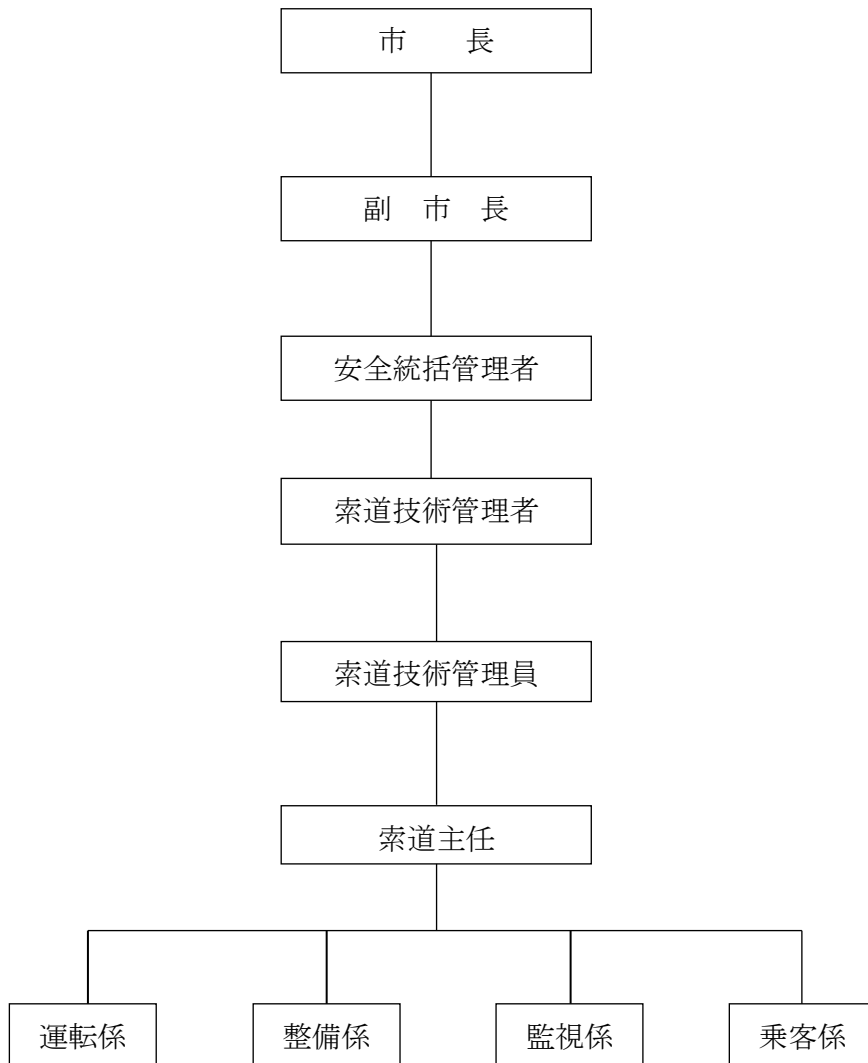 市　　長
副　市　長
安全統括管理者
索道技術管理者
索道技術管理員
索道主任
運転係　整備係　監視係　乗客係